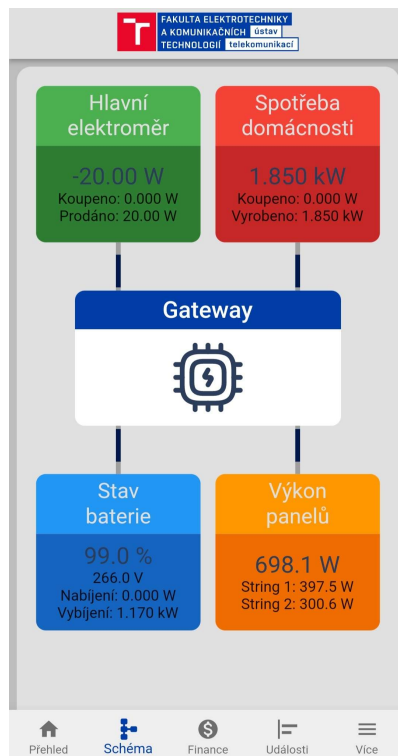 FAKULTA ELEKTROTECHNIKY
A KOMUNIKAČNÍCH ústav
TECHNOLOGIÍ telekomunikací
Hlavní
elektroměr
-20.00 W
Koupeno: 0.000 W
Prodáno: 20.00 W
Spotřeba
domácnosti
1.850 kW
Koupeno: 0.000 W
Vyrobeno: 1.850 kW
Gateway
Stav
baterie
99.0 %
266.0 V
Nabíjení: 0.000 W
Vybíjení: 1.170 kW
Výkon
panelů
698.1 W
String 1: 397.5 W
String 2: 300.6 W
Přehled
Schéma
Finance
Události
Více